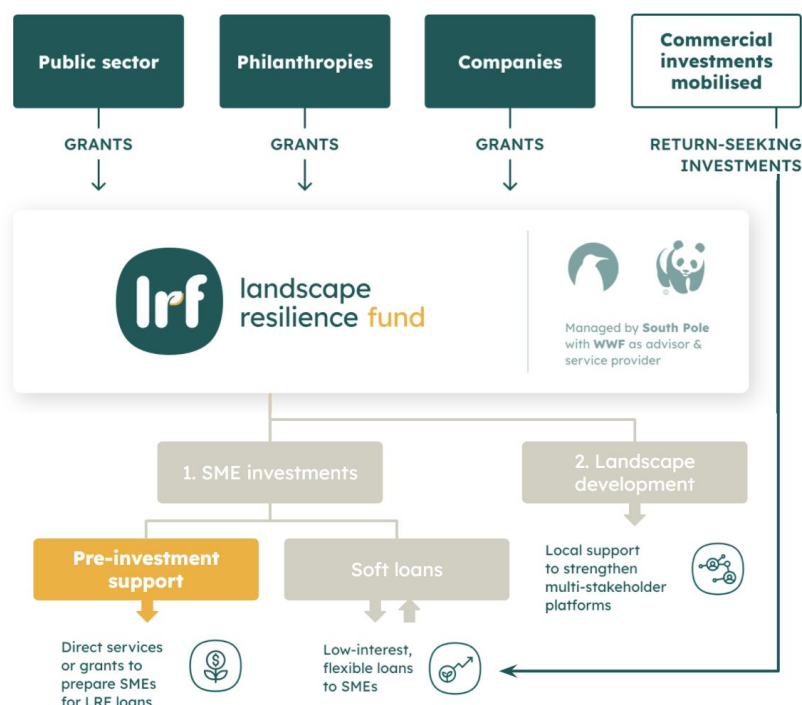 Public sector
Philanthropies
Companies
Commercial
investments
mobilised
GRANTS
GRANTS
GRANTS
RETURN-SEEKING
INVESTMENTS
lrf
landscape
resilience fund
Managed by South Pole
with WWF as advisor &
service provider
1. SME investments
2. Landscape
development
Pre-investment
support
Soft loans
Local support
to strengthen
multi-stakeholder
platforms
Direct services
or grants to
prepare SMEs
for LRF loans
Low-interest,
flexible loans
to SMEs